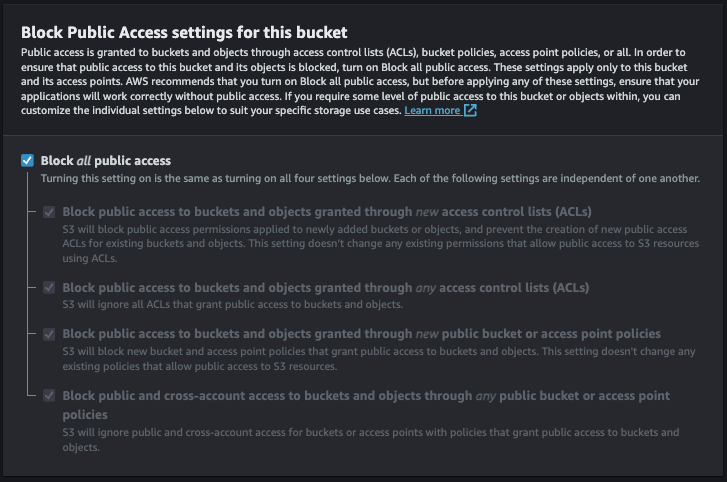 Block Public Access settings for this bucket
Public access is granted to buckets and objects through access control lists (ACLs), bucket policies, access point policies, or all. In order to
ensure that public access to this bucket and its objects is blocked, turn on Block all public access. These settings apply only to this bucket
and its access points. AWS recommends that you turn on Block all public access, but before applying any of these settings, ensure that your
applications will work correctly without public access. If you require some level of public access to this bucket or objects within, you can
customize the individual settings below to suit your specific storage use cases. Learn more
Block all public access
Turning this setting on is the same as turning on all four settings below. Each of the following settings are independent of one another.
Block public access to buckets and objects granted through new access control lists (ACLs)
S3 will block public access permissions applied to newly added buckets or objects, and prevent the creation of new public access
ACLs for existing buckets and objects. This setting doesn't change any existing permissions that allow public access to S3 resources
using ACLs.
Block public access to buckets and objects granted through any access control lists (ACLs)
S3 will ignore all ACLs that grant public access to buckets and objects.
Block public access to buckets and objects granted through new public bucket or access point policies
S3 will block new bucket and access point policies that grant public access to buckets and objects. This setting doesn't change any
existing policies that allow public access to S3 resources.
Block public and cross-account access to buckets and objects through any public bucket or access point
policies
S3 will ignore public and cross-account access for buckets or access points with policies that grant public access to buckets and
objects.